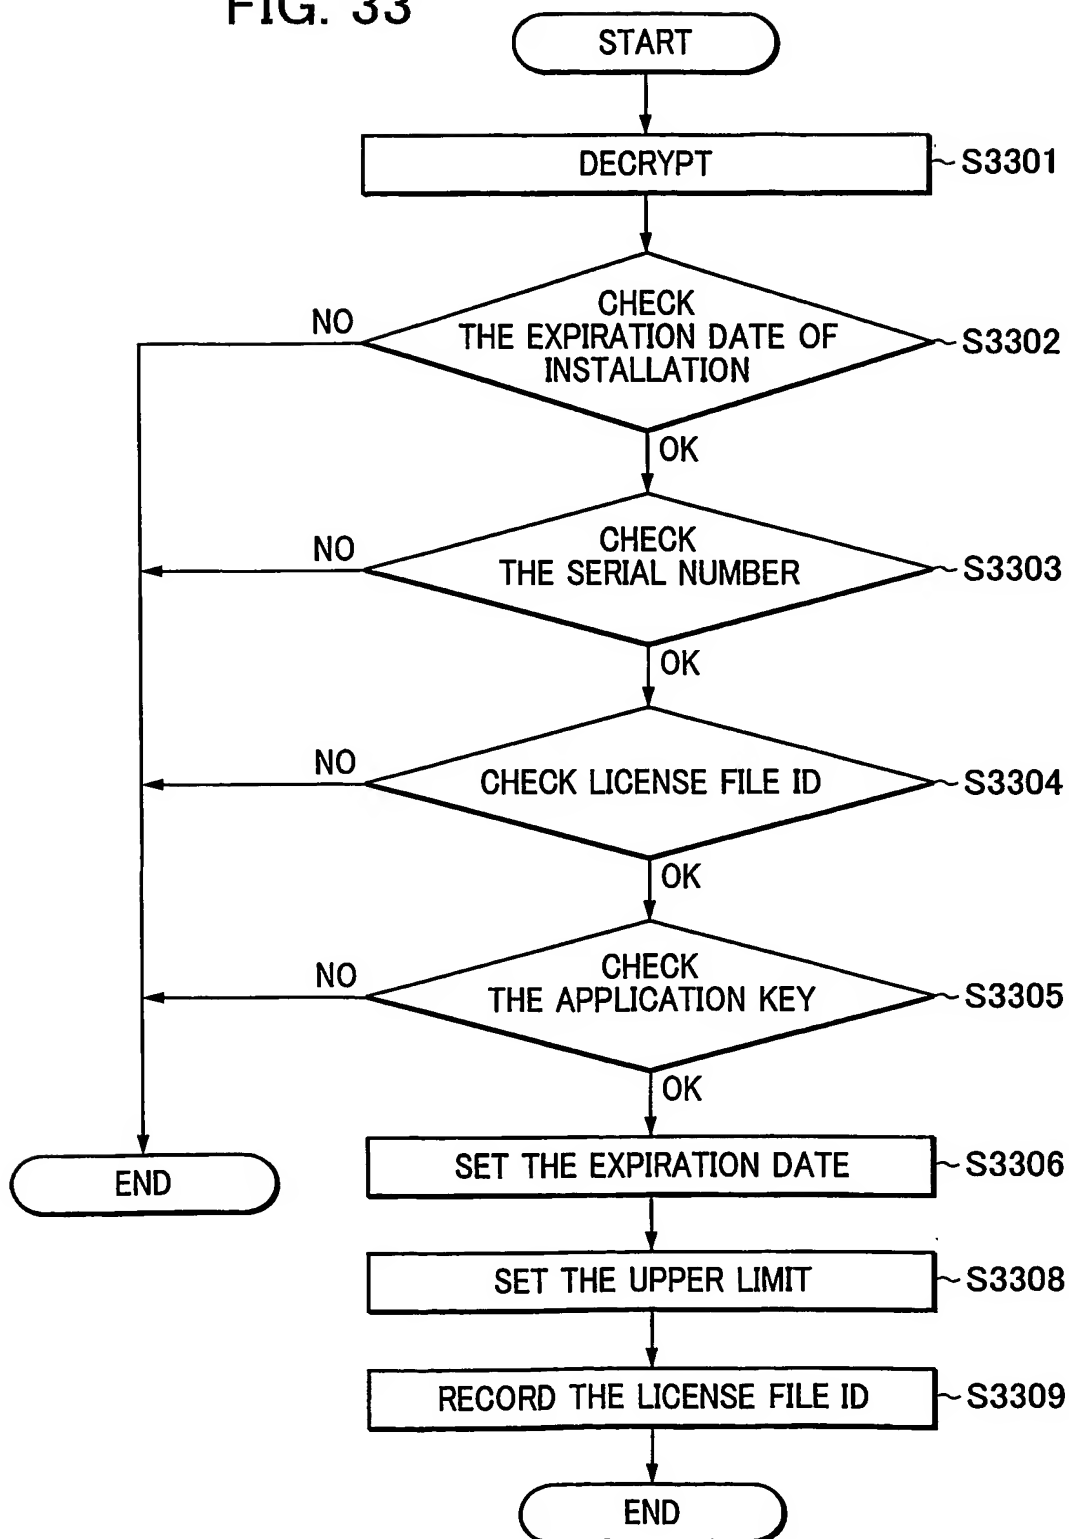 FIG. 33
START
DECRYPT
S3301
CHECK
THE EXPIRATION DATE OF
INSTALLATION
NO
S3302
OK
CHECK
THE SERIAL NUMBER
NO
S3303
OK
CHECK LICENSE FILE ID
NO
S3304
OK
CHECK
THE APPLICATION KEY
NO
S3305
OK
END
SET THE EXPIRATION DATE
S3306
SET THE UPPER LIMIT
S3308
RECORD THE LICENSE FILE ID
S3309
END